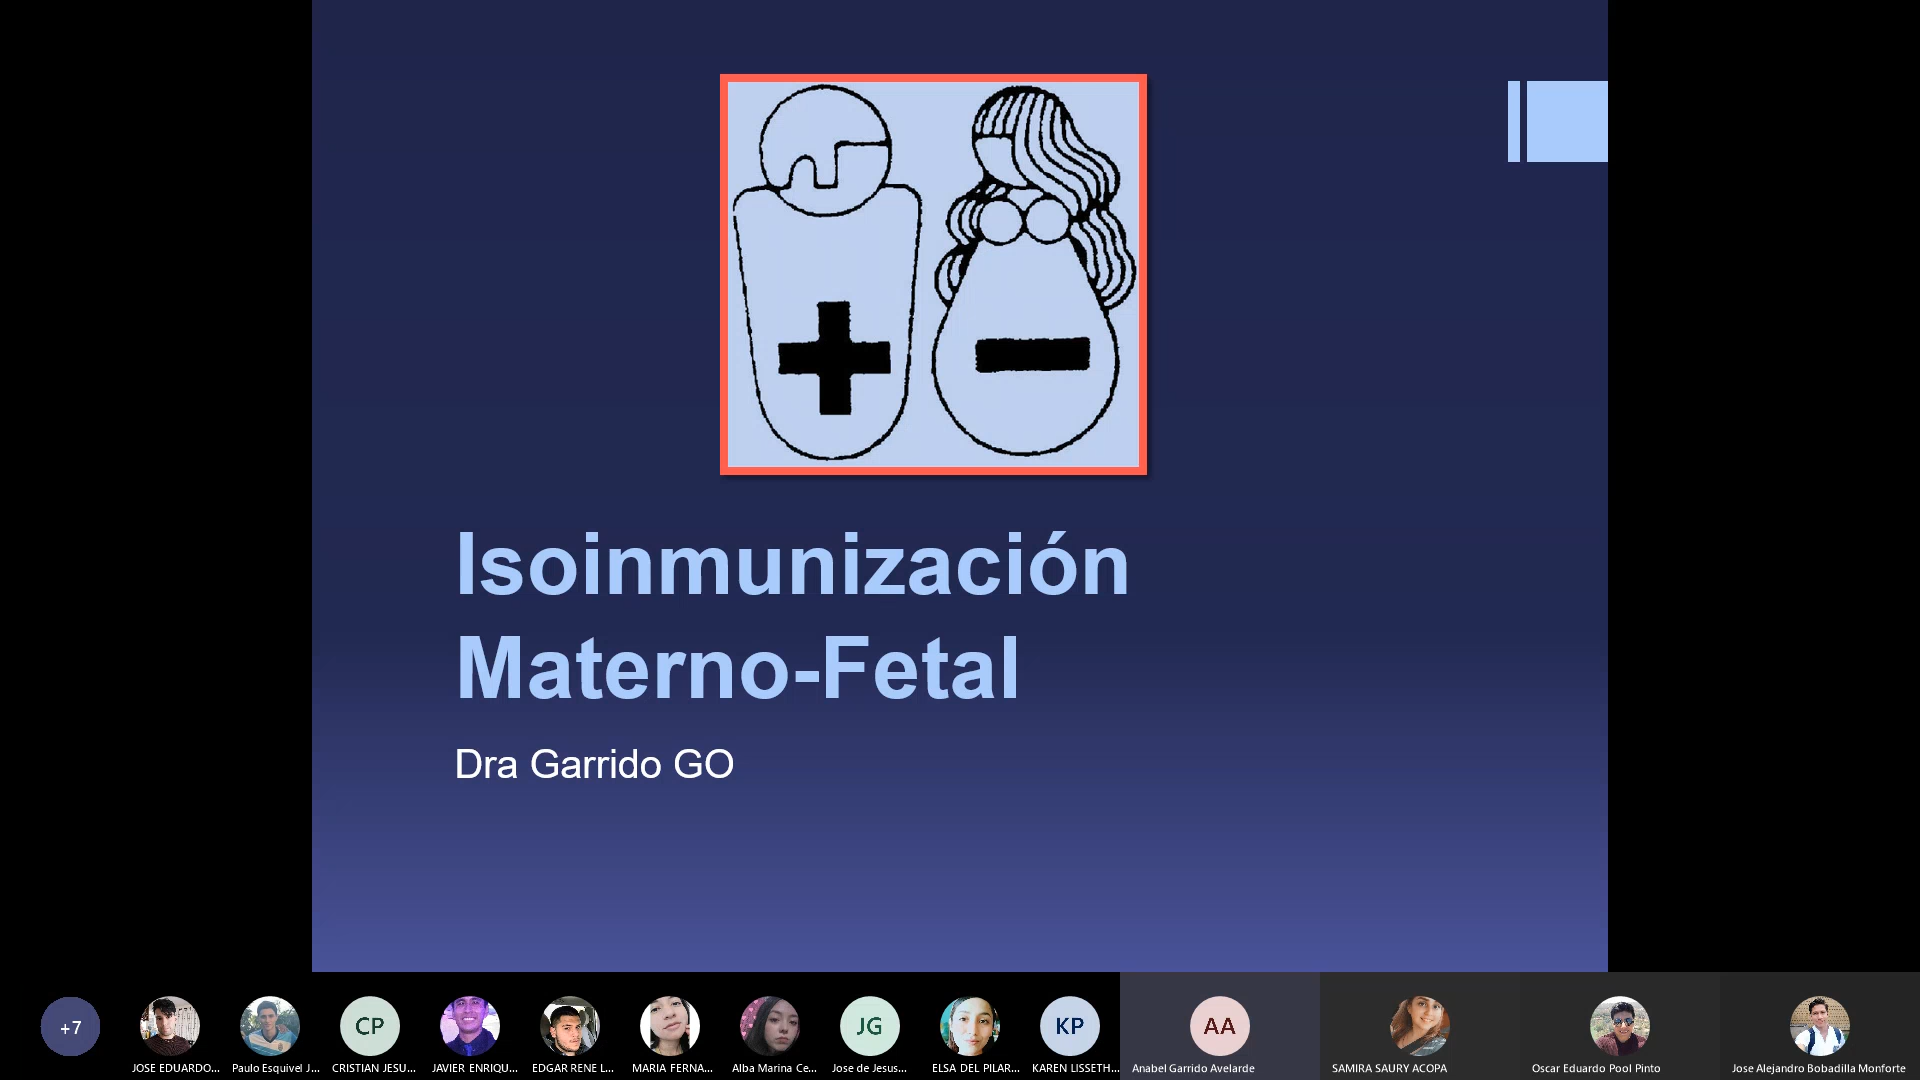 Isoinmunización
Materno-Fetal
Dra Garrido GO
+7
CP
JG
KP
AA
JOSE EDUARDO...
Paulo Esquivel J...
CRISTIAN JESU...
JAVIER ENRIQU...
EDGAR RENE L...
MARIA FERNA...
Alba Marina Ce...
Jose de Jesus...
ELSA DEL PILAR...
KAREN LISSETH...
Anabel Garrido Avelarde
SAMIRA SAURY ACOPA
Oscar Eduardo Pool Pinto
Jose Alejandro Bobadilla Monforte